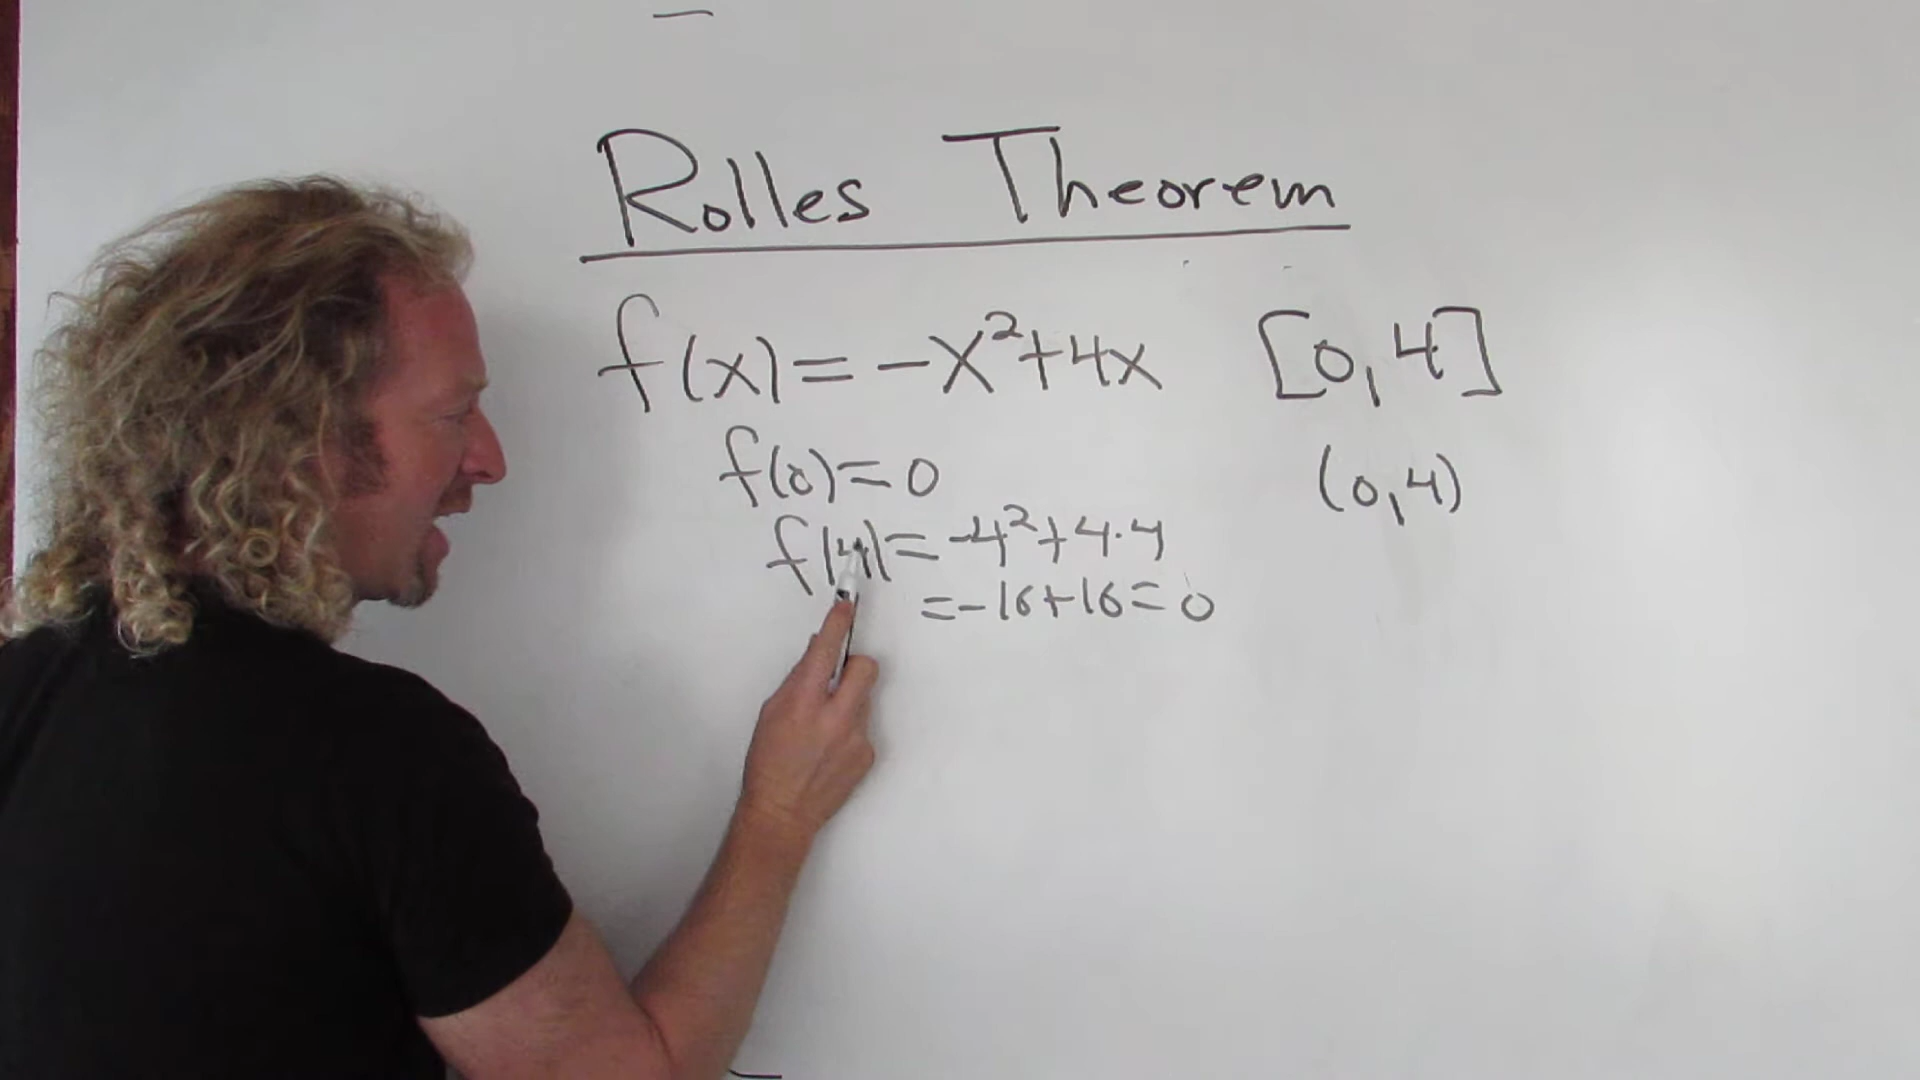 Rolles Theorem
f(x)=-x²+4x [0,4]
f(0)=0 (0,4)
f(4)=-4²+4·4
=-16+16=0